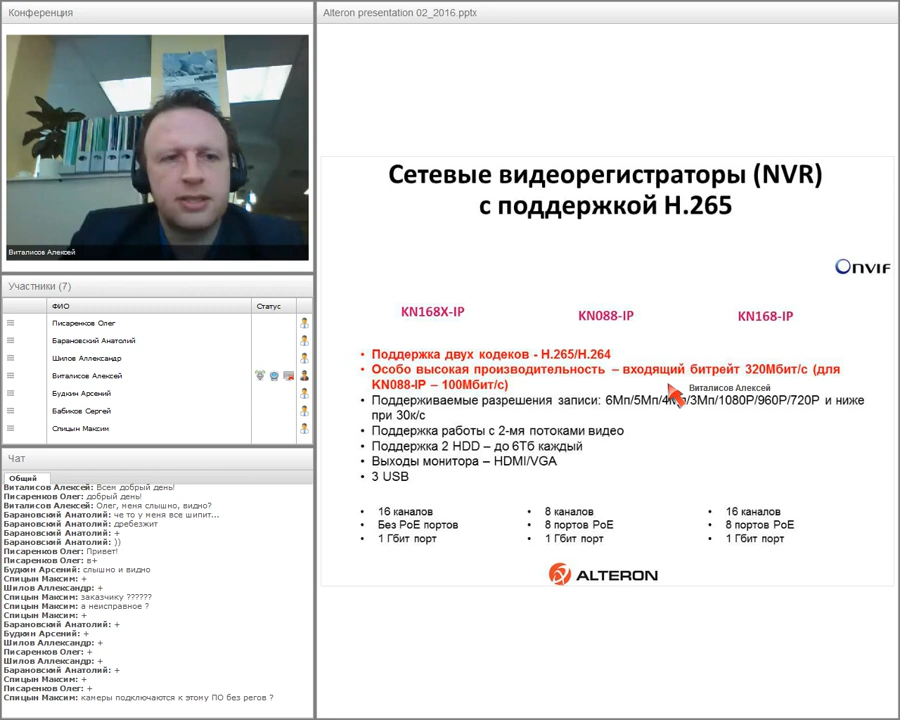 Конференция
Виталисов Алексей
Участники (7)
ФИО Статус
Писаренков Олег
Барановский Анатолий
Шилов Аллександр
Виталисов Алексей
Будкин Арсений
Бабиков Сергей
Спицын Максим
Чат
Общий
Виталисов Алексей: Всем добрый день!
Писаренков Олег: добрый день!
Виталисов Алексей: Олег, меня слышно, видно?
Барановский Анатолий: че то у меня все шипит...
Барановский Анатолий: дребезжит
Барановский Анатолий: +
Барановский Анатолий: ))
Писаренков Олег: Привет!
Писаренков Олег: в+
Будкин Арсений: слышно и видно
Спицын Максим: +
Шилов Аллександр: +
Спицын Максим: заказчику ??????
Спицын Максим: а неисправное ?
Спицын Максим: +
Барановский Анатолий: +
Будкин Арсений: +
Шилов Аллександр: +
Писаренков Олег: +
Шилов Аллександр: +
Барановский Анатолий: +
Спицын Максим: +
Писаренков Олег: +
Спицын Максим: камеры подключаются к этому ПО без регов ?
Alteron presentation 02_2016.pptx
Сетевые видеорегистраторы (NVR)
с поддержкой H.265
Onvif
KN168X-IP KN088-IP KN168-IP
• Поддержка двух кодеков - H.265/H.264
• Особо высокая производительность – входящий битрейт 320Мбит/с (для
KN088-IP – 100Мбит/с)
Виталисов Алексей
• Поддерживаемые разрешения записи: 6Мп/5Мп/4Мп/3Мп/1080P/960P/720P и ниже
при 30к/с
• Поддержка работы с 2-мя потоками видео
• Поддержка 2 HDD – до 6Тб каждый
• Выходы монитора – HDMI/VGA
• 3 USB
• 16 каналов
• Без PoE портов
• 1 Гбит порт
• 8 каналов
• 8 портов PoE
• 1 Гбит порт
• 16 каналов
• 8 портов PoE
• 1 Гбит порт
ALTERON